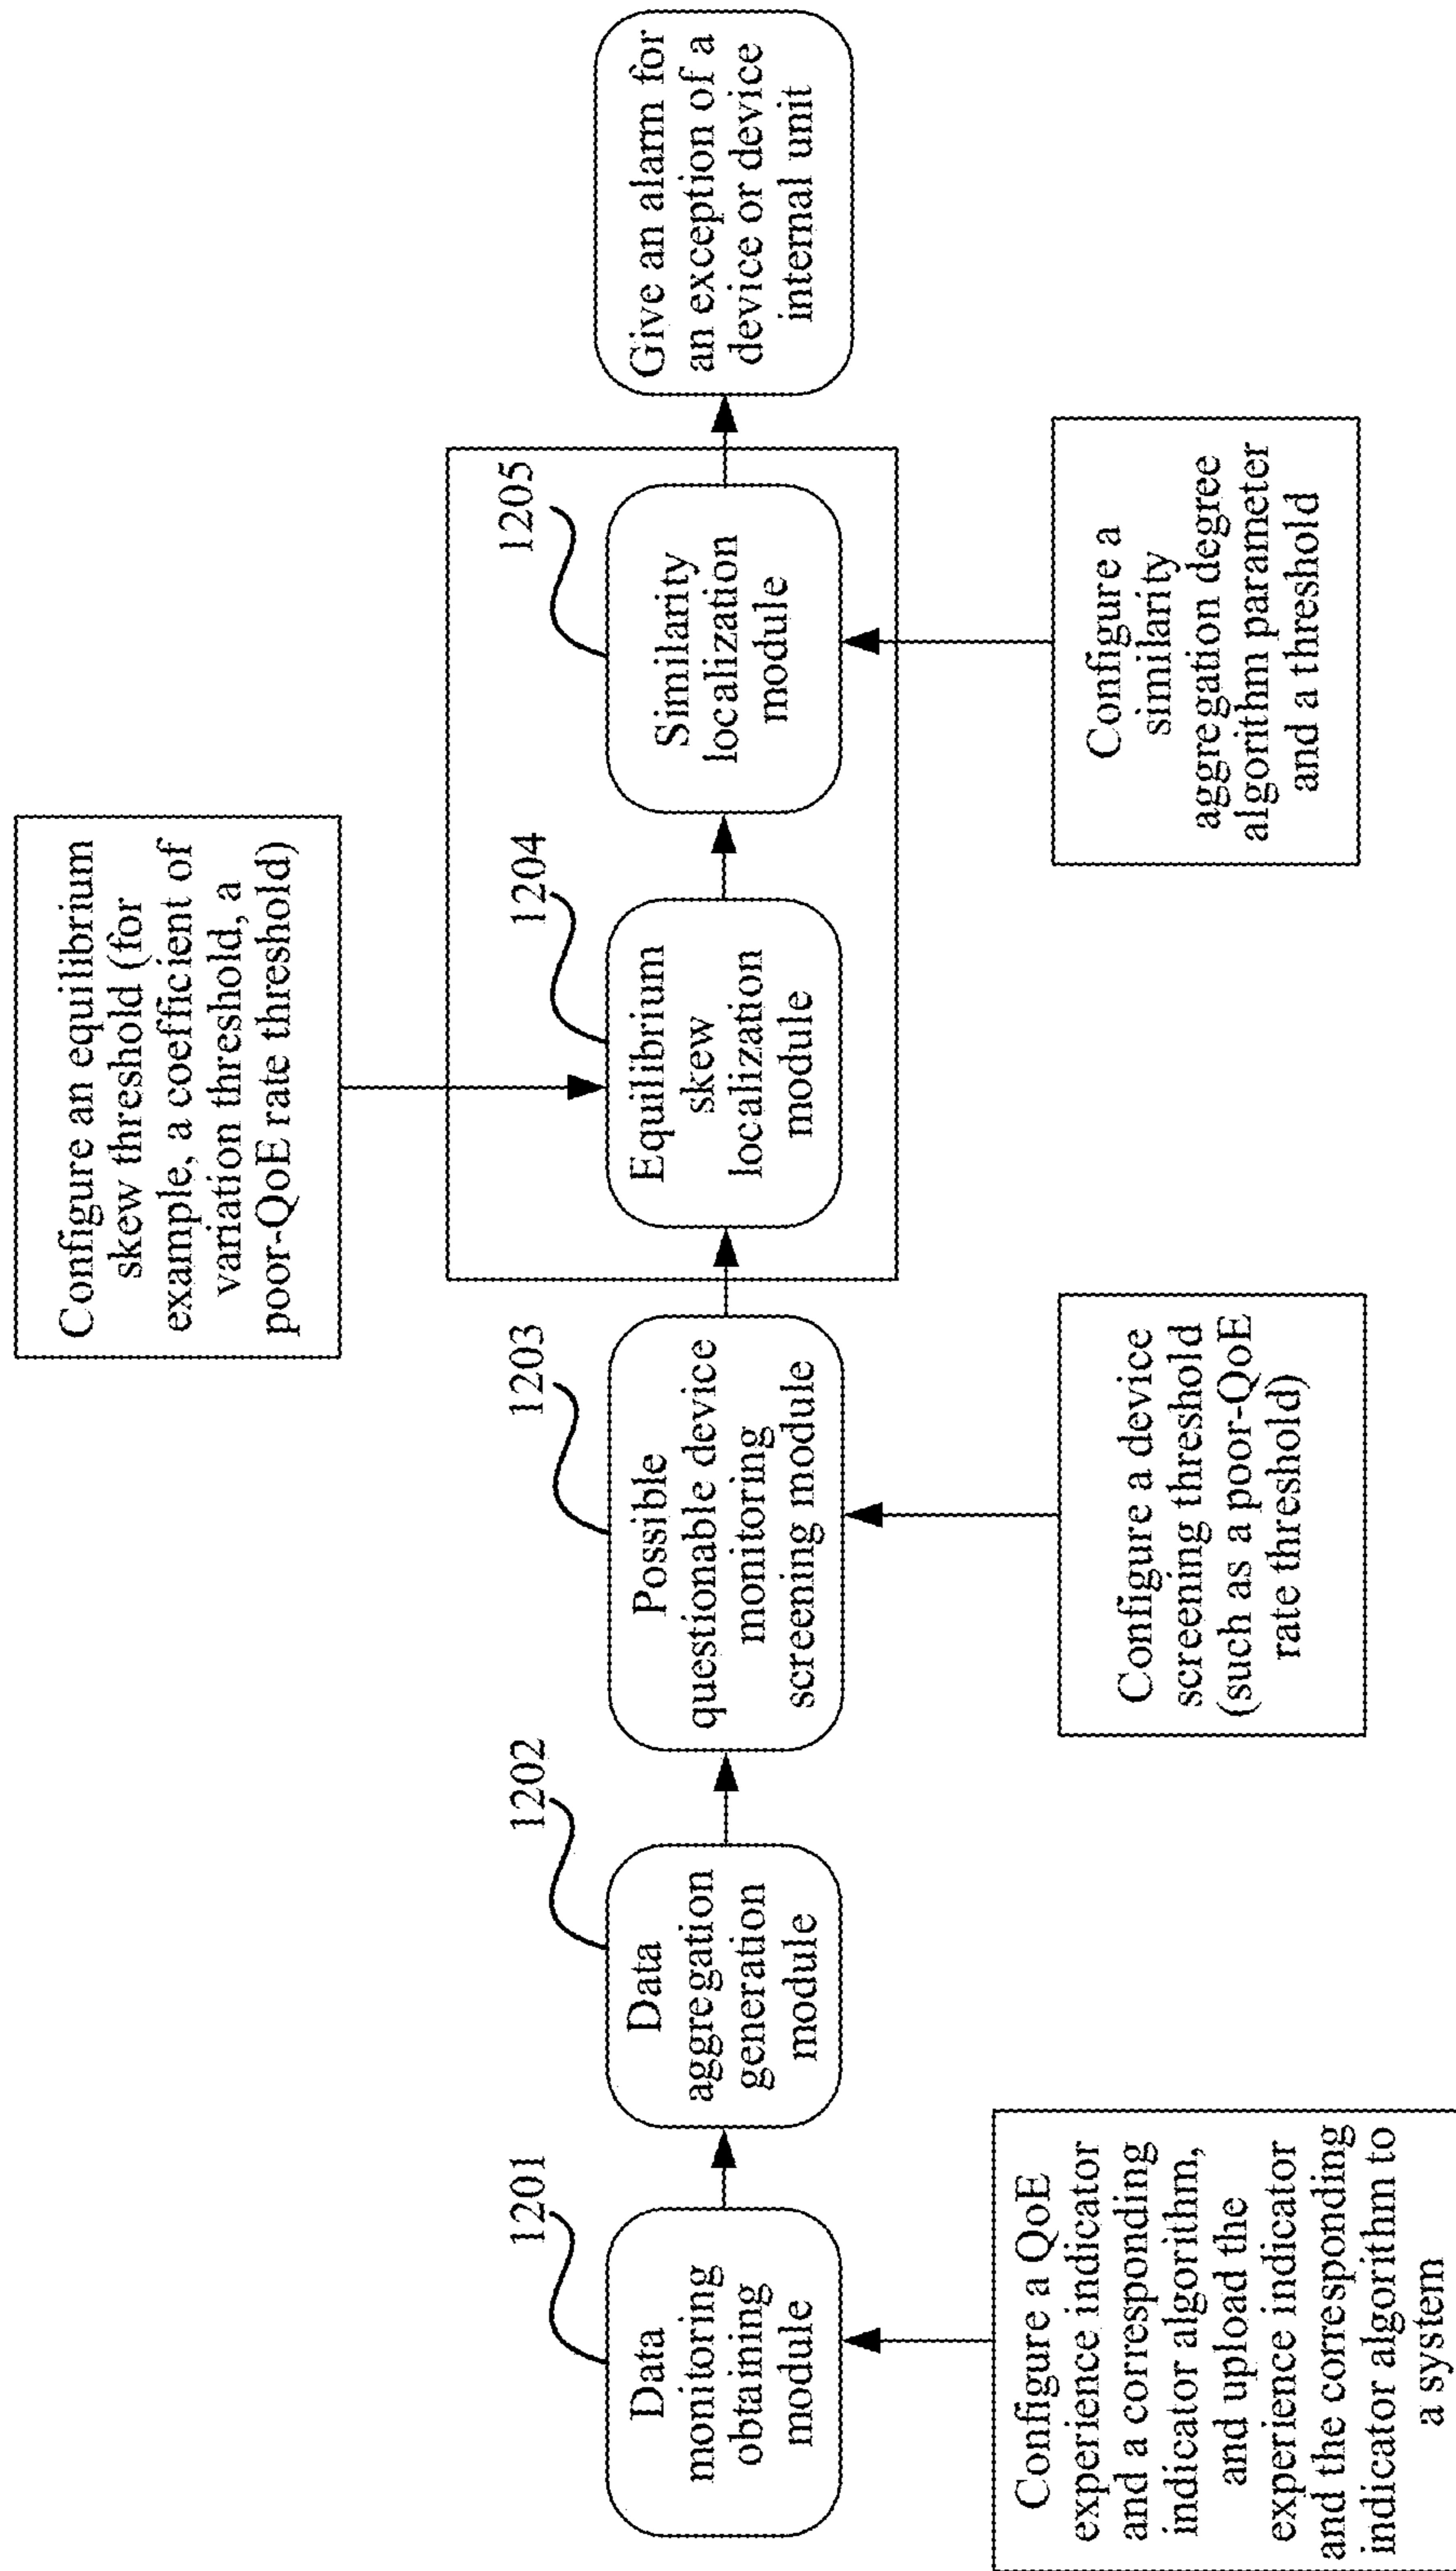 Configure an equilibrium
skew threshold (for
example, a coefficient of
variation threshold, a
poor-QoE rate threshold)
1201
Data
monitoring
obtaining
module
1202
Data
aggregation
generation
module
1203
Possible
questionable device
monitoring
screening module
1204
Equilibrium
skew
localization
module
1205
Similarity
localization
module
Give an alarm for
an exception of a
device or device
internal unit
Configure a QoE
experience indicator
and a corresponding
indicator algorithm,
and upload the
experience indicator
and the corresponding
indicator algorithm to
a system
Configure a device
screening threshold
(such as a poor-QoE
rate threshold)
Configure a
similarity
aggregation degree
algorithm parameter
and a threshold